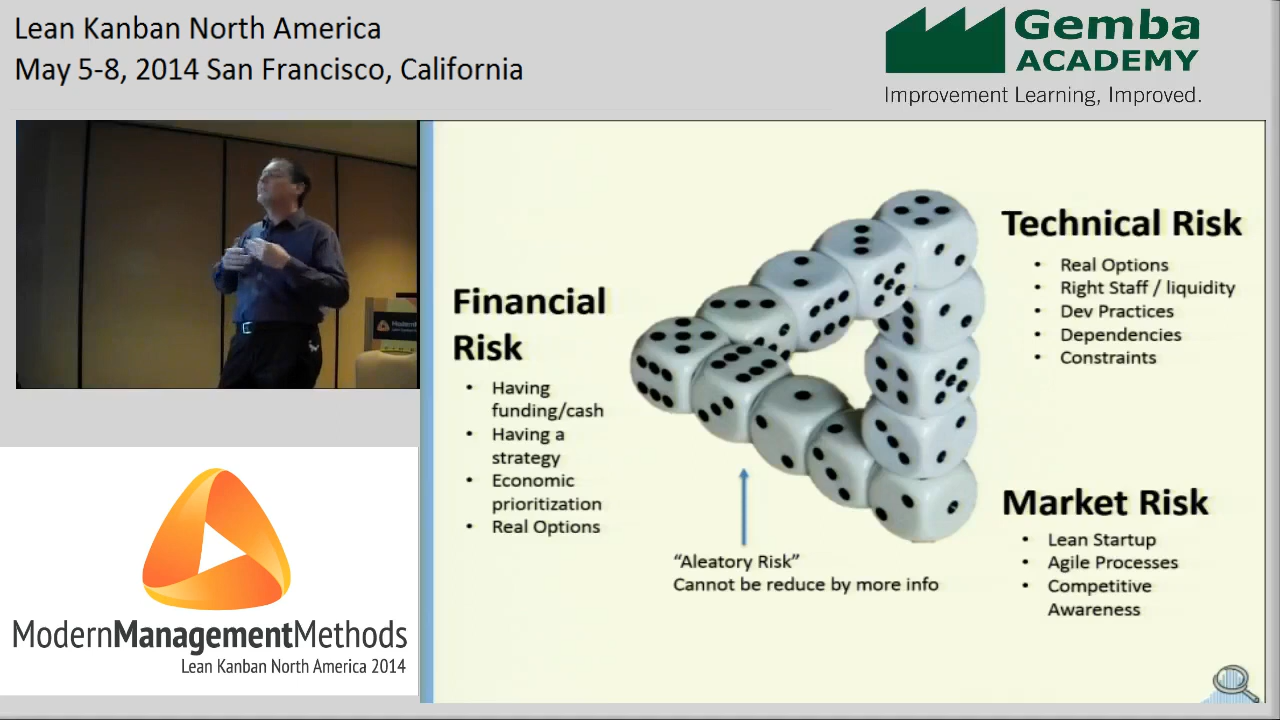 Lean Kanban North America
May 5-8, 2014 San Francisco, California
Gemba
ACADEMY
Improvement Learning, Improved.
Technical Risk
• Real Options
• Right Staff / liquidity
• Dev Practices
• Dependencies
• Constraints
Financial
Risk
• Having
funding/cash
• Having a
strategy
• Economic
prioritization
• Real Options
Market Risk
• Lean Startup
• Agile Processes
• Competitive
Awareness
“Aleatory Risk”
Cannot be reduce by more info
ModernManagementMethods
Lean Kanban North America 2014